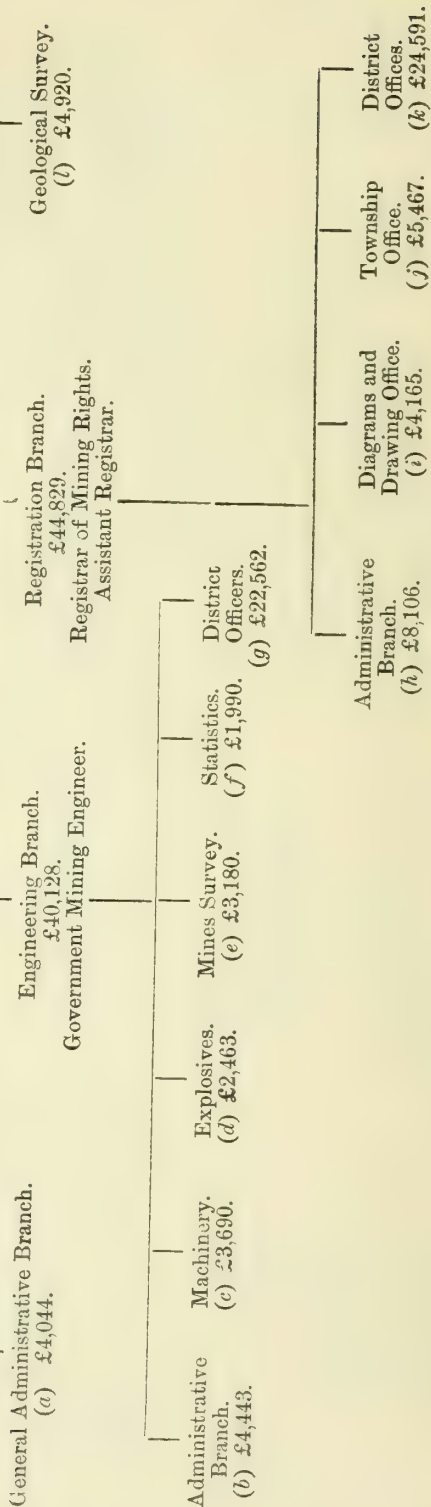 General Administrative Branch.
(a) £4,044.
Engineering Branch.
£40,128.
Government Mining Engineer.
Registration Branch.
£44,829.
Registrar of Mining Rights.
Assistant Registrar.
Geological Survey.
(l) £4,920.
Administrative
Branch.
(b) £4,443.
Machinery.
(c) £3,690.
Explosives.
(d) £2,463.
Mines Survey.
(e) £3,180.
Statistics.
(f) £1,990.
District
Officers.
(g) £22,562.
Administrative
Branch.
(h) £8,106.
Diagrams and
Drawing Office.
(i) £4,165.
Township
Office.
(j) £5,467.
District
Offices.
(k) £24,591.